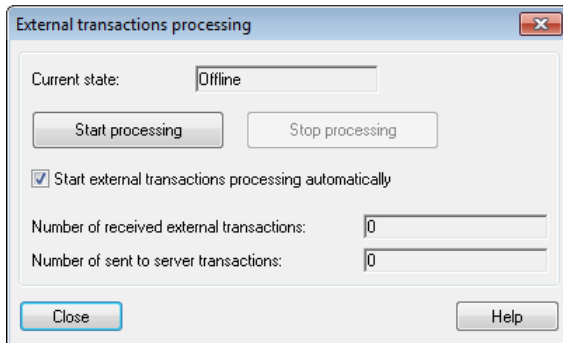 External transactions processing
Current state: Offline
Start processing Stop processing
Start external transactions processing automatically
Number of received external transactions: 0
Number of sent to server transactions: 0
Close Help